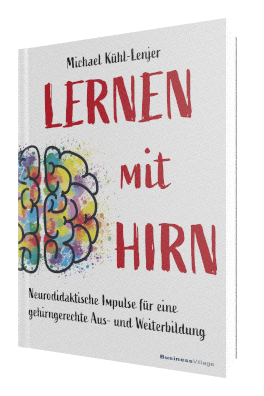 Michael Kühl-Lenjer
LERNEN
mit
HIRN
Neurodidaktische Impulse für eine
gehirngerechte Aus- und Weiterbildung
BusinessVillage